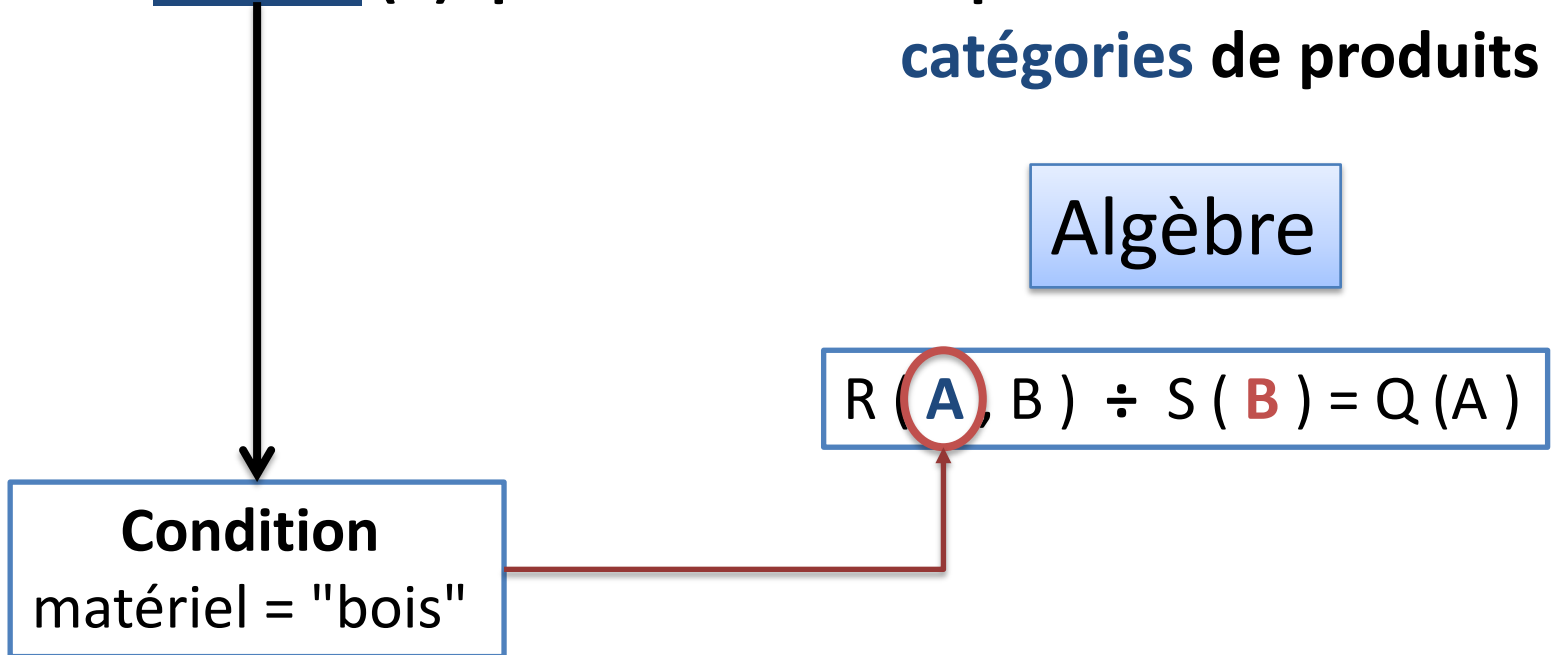 catégories de produits
Algèbre
R ( A , B ) ÷ S ( B ) = Q (A )
Condition
matériel = "bois"